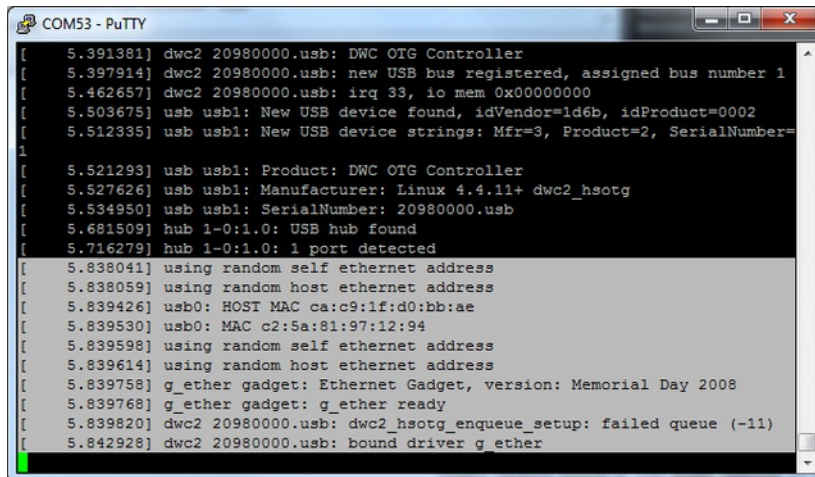 COM53 - PuTTY
[    5.391381] dwc2 20980000.usb: DWC OTG Controller
[    5.397914] dwc2 20980000.usb: new USB bus registered, assigned bus number 1
[    5.462657] dwc2 20980000.usb: irq 33, io mem 0x00000000
[    5.503675] usb usb1: New USB device found, idVendor=1d6b, idProduct=0002
[    5.512335] usb usb1: New USB device strings: Mfr=3, Product=2, SerialNumber=
1
[    5.521293] usb usb1: Product: DWC OTG Controller
[    5.527626] usb usb1: Manufacturer: Linux 4.4.11+ dwc2_hsotg
[    5.534950] usb usb1: SerialNumber: 20980000.usb
[    5.681509] hub 1-0:1.0: USB hub found
[    5.716279] hub 1-0:1.0: 1 port detected
[    5.838041] using random self ethernet address
[    5.838059] using random host ethernet address
[    5.839426] usb0: HOST MAC ca:c9:1f:d0:bb:ae
[    5.839530] usb0: MAC c2:5a:81:97:12:94
[    5.839598] using random self ethernet address
[    5.839614] using random host ethernet address
[    5.839758] g_ether gadget: Ethernet Gadget, version: Memorial Day 2008
[    5.839768] g_ether gadget: g_ether ready
[    5.839820] dwc2 20980000.usb: dwc2_hsotg_enqueue_setup: failed queue (-11)
[    5.842928] dwc2 20980000.usb: bound driver g_ether